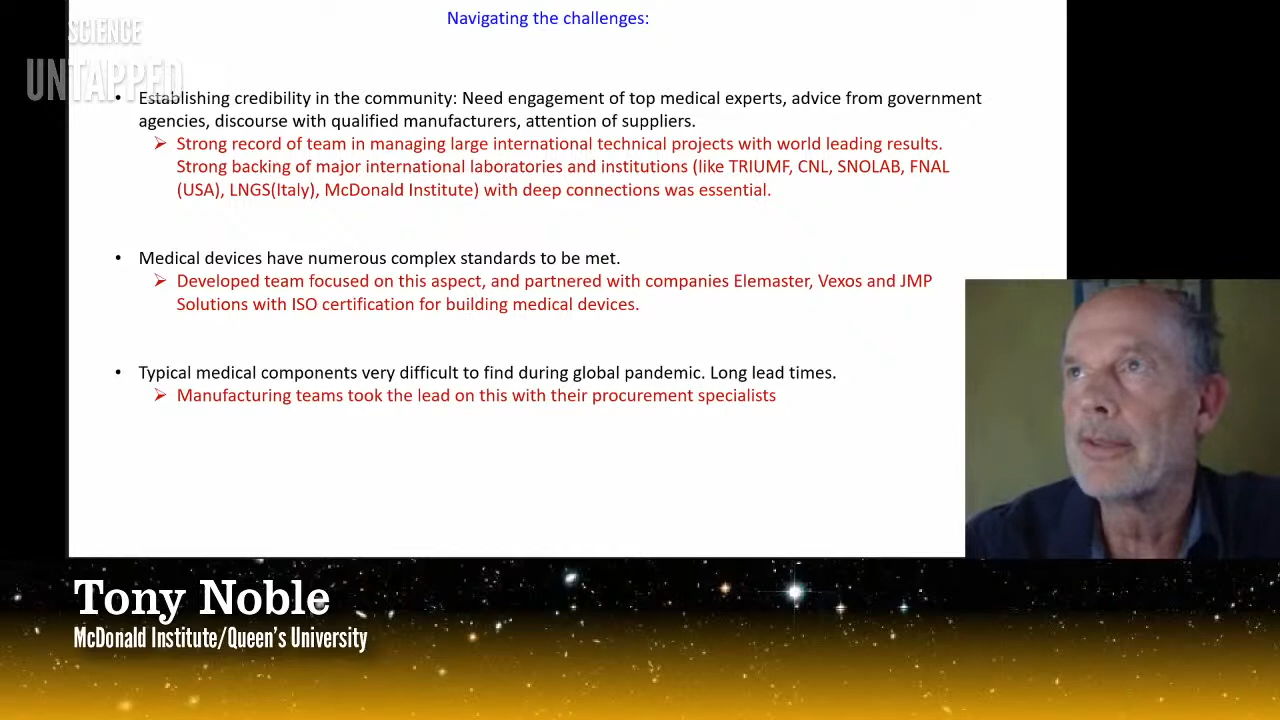 SCIENCE
UNTAPPED
Navigating the challenges:
• Establishing credibility in the community: Need engagement of top medical experts, advice from government
agencies, discourse with qualified manufacturers, attention of suppliers.
➢ Strong record of team in managing large international technical projects with world leading results.
Strong backing of major international laboratories and institutions (like TRIUMF, CNL, SNOLAB, FNAL
(USA), LNGS(Italy), McDonald Institute) with deep connections was essential.
• Medical devices have numerous complex standards to be met.
➢ Developed team focused on this aspect, and partnered with companies Elemaster, Vexos and JMP
Solutions with ISO certification for building medical devices.
• Typical medical components very difficult to find during global pandemic. Long lead times.
➢ Manufacturing teams took the lead on this with their procurement specialists
Tony Noble
McDonald Institute/Queen's University